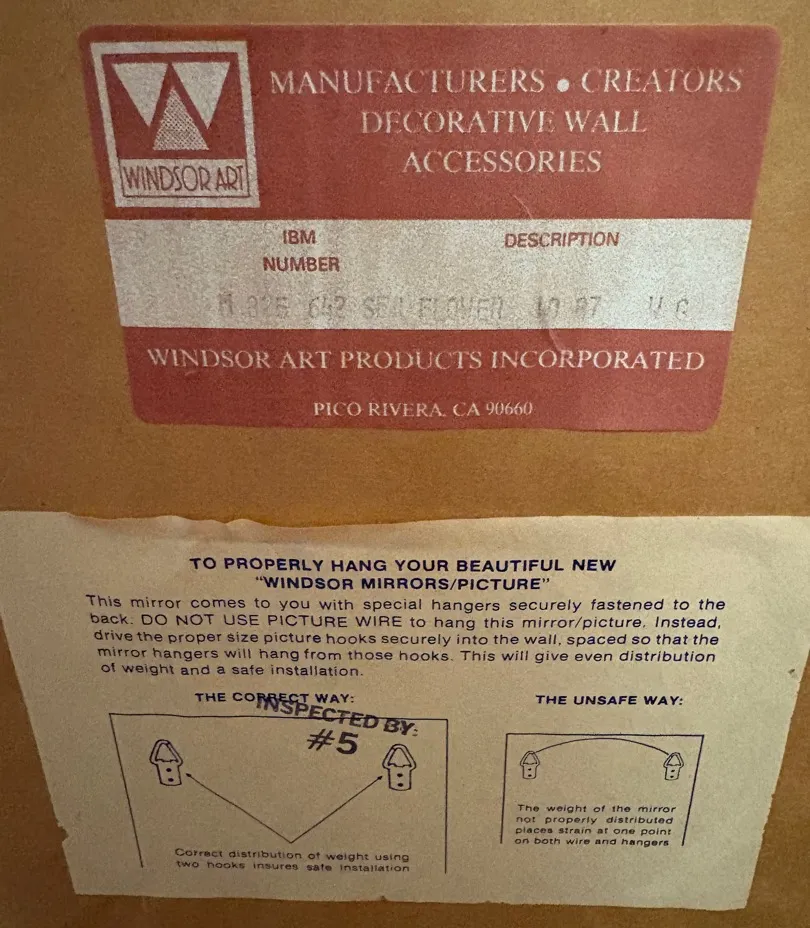 WINDSOR ART
MANUFACTURERS • CREATORS
DECORATIVE WALL
ACCESSORIES
IBM
NUMBER
DESCRIPTION
642
WINDSOR ART PRODUCTS INCORPORATED
PICO RIVERA, CA 90660
TO PROPERLY HANG YOUR BEAUTIFUL NEW
"WINDSOR MIRRORS/PICTURE"
This mirror comes to you with special hangers securely fastened to the
back. DO NOT USE PICTURE WIRE to hang this mirror/picture. Instead,
drive the proper size picture hooks securely into the wall, spaced so that the
mirror hangers will hang from those hooks. This will give even distribution
of weight and a safe installation.
THE CORRECT WAY:
INSPECTED BY:
#5
Correct distribution of weight using
two hooks insures safe installation
THE UNSAFE WAY:
The weight of the mirror
not properly distributed
places strain at one point
on both wire and hangers